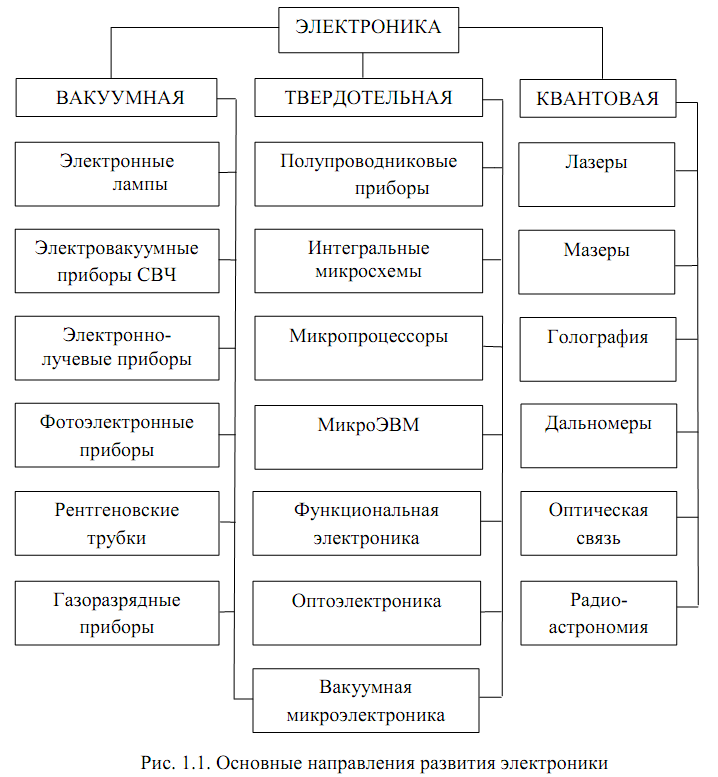 ЭЛЕКТРОНИКА
ВАКУУМНАЯ
Электронные
лампы
Электровакуумные
приборы СВЧ
Электронно-
лучевые приборы
Фотоэлектронные
приборы
Рентгеновские
трубки
Газоразрядные
приборы
ТВЕРДОТЕЛЬНАЯ
Полупроводниковые
приборы
Интегральные
микросхемы
Микропроцессоры
МикроЭВМ
Функциональная
электроника
Оптоэлектроника
Вакуумная
микроэлектроника
КВАНТОВАЯ
Лазеры
Мазеры
Голография
Дальномеры
Оптическая
связь
Радио-
астрономия
Рис. 1.1. Основные направления развития электроники